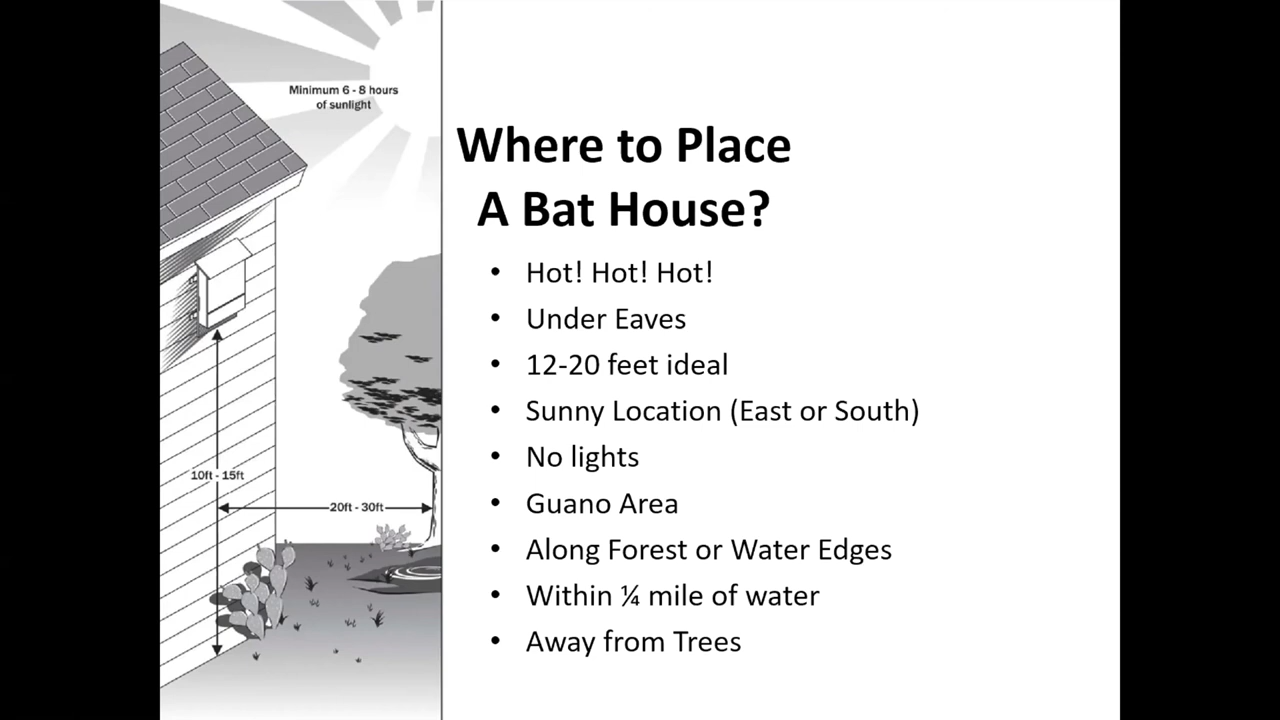 Minimum 6 - 8 hours
of sunlight
10ft - 15ft
20ft - 30ft
Where to Place
A Bat House?
• Hot! Hot! Hot!
• Under Eaves
• 12-20 feet ideal
• Sunny Location (East or South)
• No lights
• Guano Area
• Along Forest or Water Edges
• Within ¼ mile of water
• Away from Trees